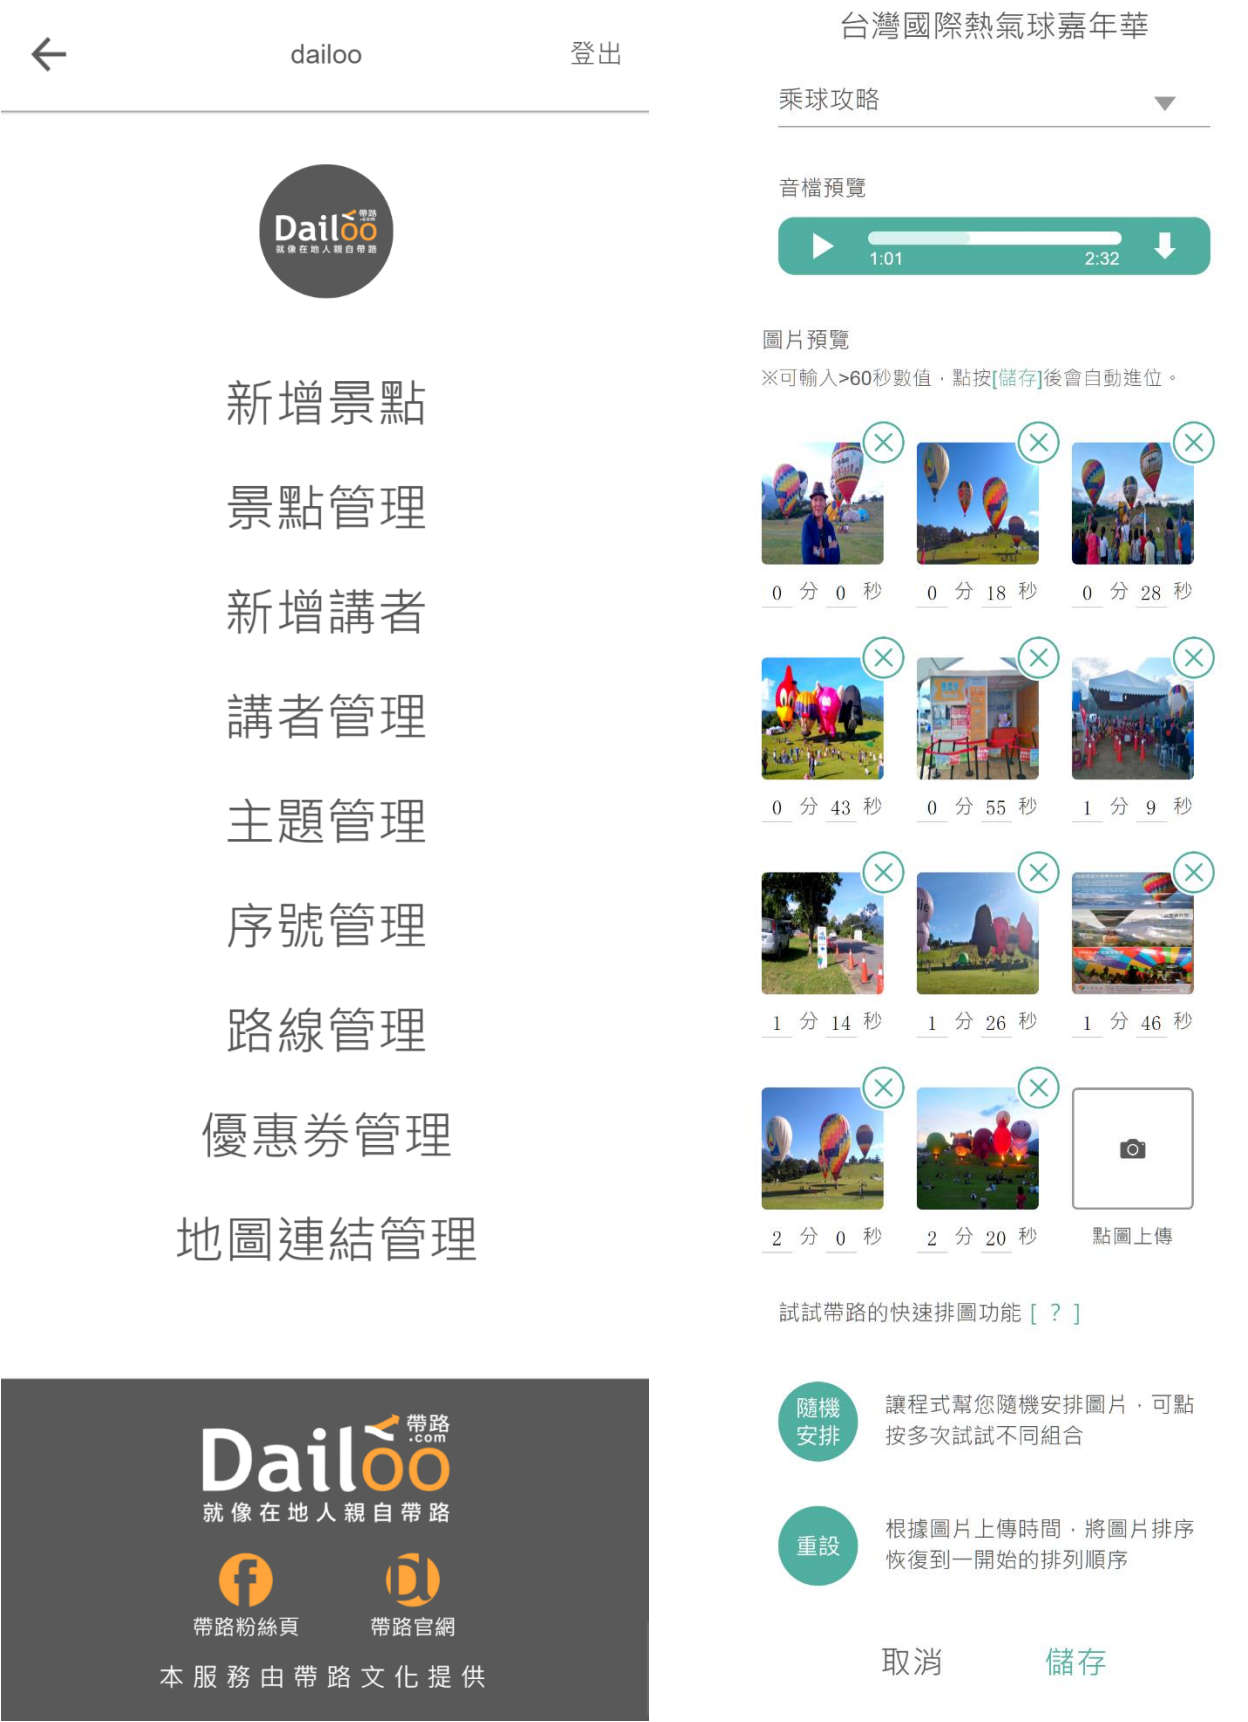 dailoo
登出
Dailoo
帶路
.com
就像在地人親自帶路
新增景點
景點管理
新增講者
講者管理
主題管理
序號管理
路線管理
優惠券管理
地圖連結管理
Dailoo
帶路
.com
就像在地人親自帶路
帶路粉絲頁
帶路官網
本服務由帶路文化提供
台灣國際熱氣球嘉年華
乘球攻略
音檔預覽
1:01
2:32
圖片預覽
※可輸入>60秒數值，點按[儲存]後會自動進位。
0 分 0 秒
0 分 18 秒
0 分 28 秒
0 分 43 秒
0 分 55 秒
1 分 9 秒
1 分 14 秒
1 分 26 秒
1 分 46 秒
2 分 0 秒
2 分 20 秒
點圖上傳
試試帶路的快速排圖功能 [ ? ]
隨機
安排
讓程式幫您隨機安排圖片，可點
按多次試試不同組合
重設
根據圖片上傳時間，將圖片排序
恢復到一開始的排列順序
取消
儲存